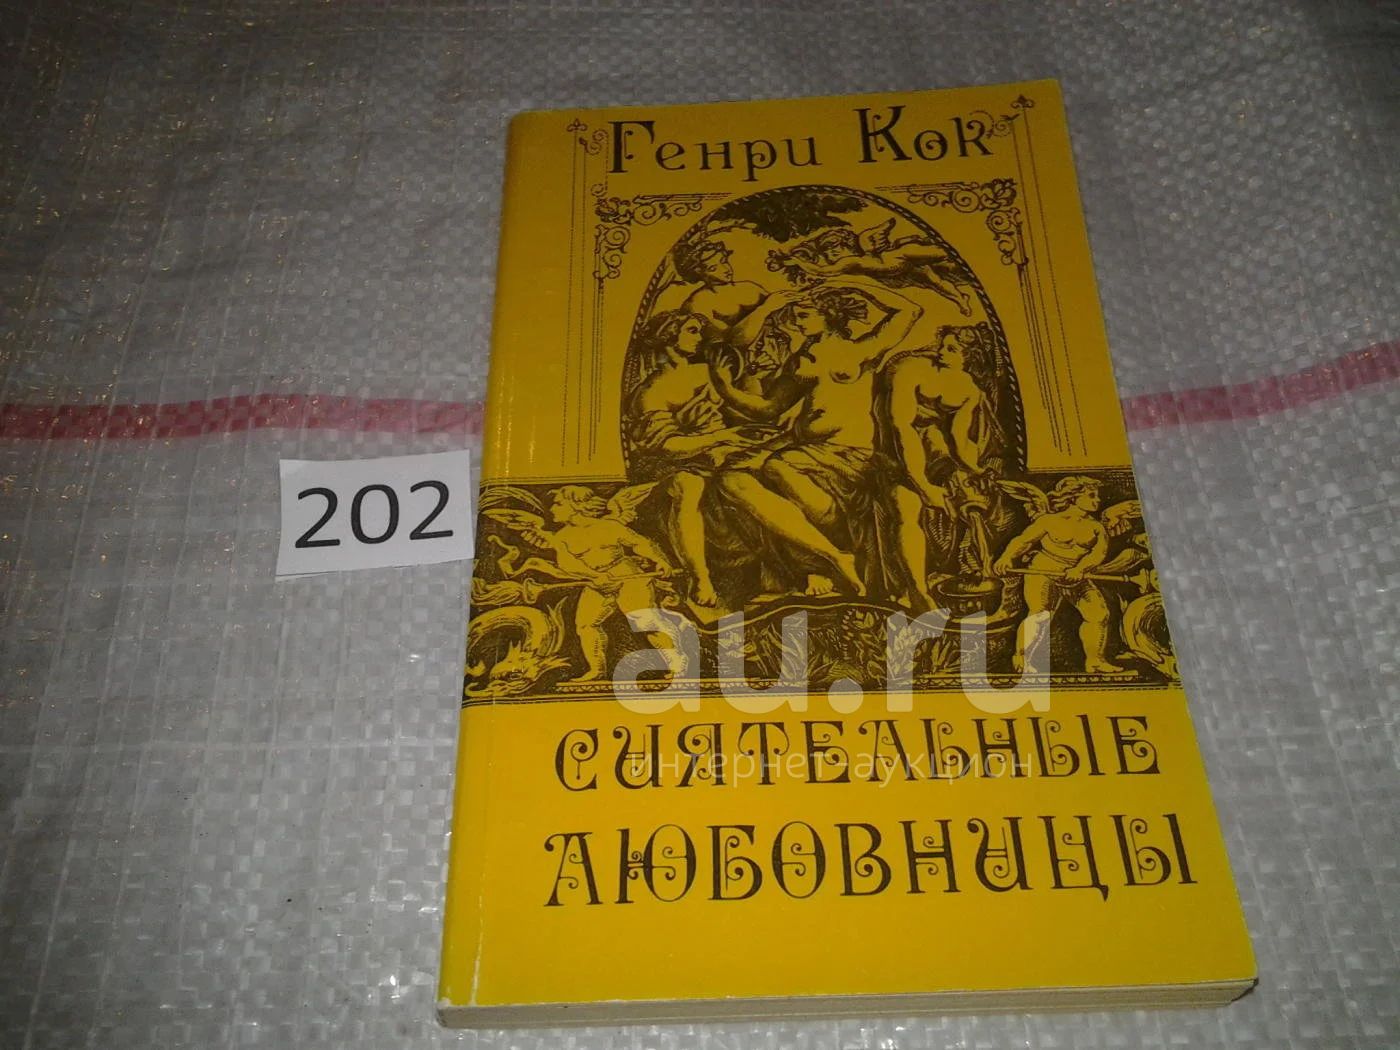 Генри Кок
202
au.ru
интернет-аукцион
СИЯТЕЛЬНЫЕ
ЛЮБОВНИЦЫ